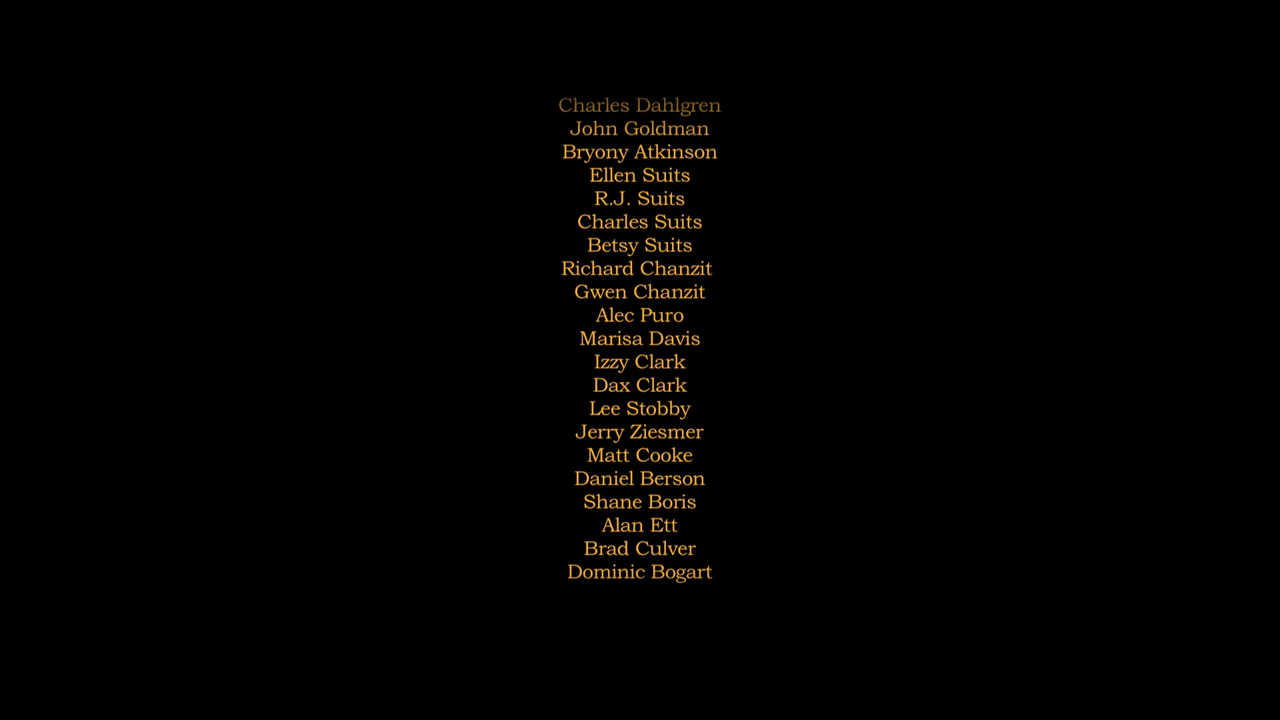 Charles Dahlgren
John Goldman
Bryony Atkinson
Ellen Suits
R.J. Suits
Charles Suits
Betsy Suits
Richard Chanzit
Gwen Chanzit
Alec Puro
Marisa Davis
Izzy Clark
Dax Clark
Lee Stobby
Jerry Ziesmer
Matt Cooke
Daniel Berson
Shane Boris
Alan Ett
Brad Culver
Dominic Bogart